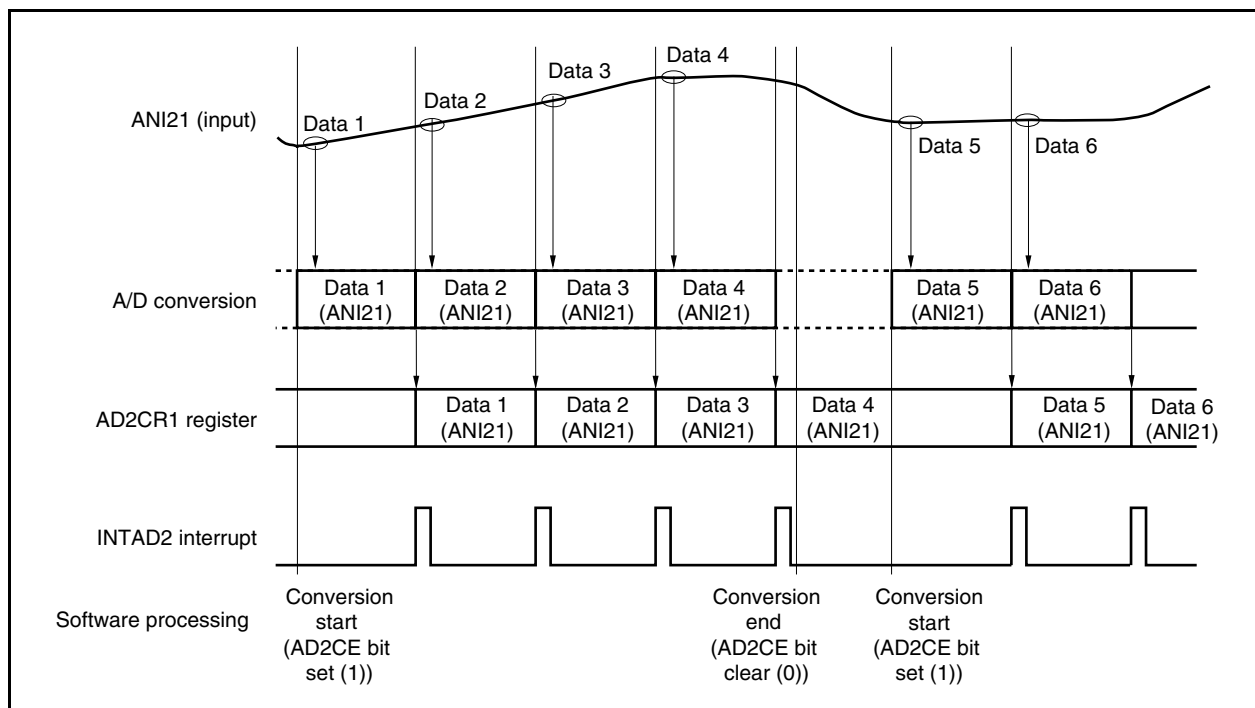 ANI21 (input)
Data 1
Data 2
Data 3
Data 4
Data 5
Data 6
A/D conversion
Data 1
(ANI21)
Data 2
(ANI21)
Data 3
(ANI21)
Data 4
(ANI21)
Data 5
(ANI21)
Data 6
(ANI21)
AD2CR1 register
Data 1
(ANI21)
Data 2
(ANI21)
Data 3
(ANI21)
Data 4
(ANI21)
Data 5
(ANI21)
Data 6
(ANI21)
INTAD2 interrupt
Software processing
Conversion
start
(AD2CE bit
set (1))
Conversion
end
(AD2CE bit
clear (0))
Conversion
start
(AD2CE bit
set (1))